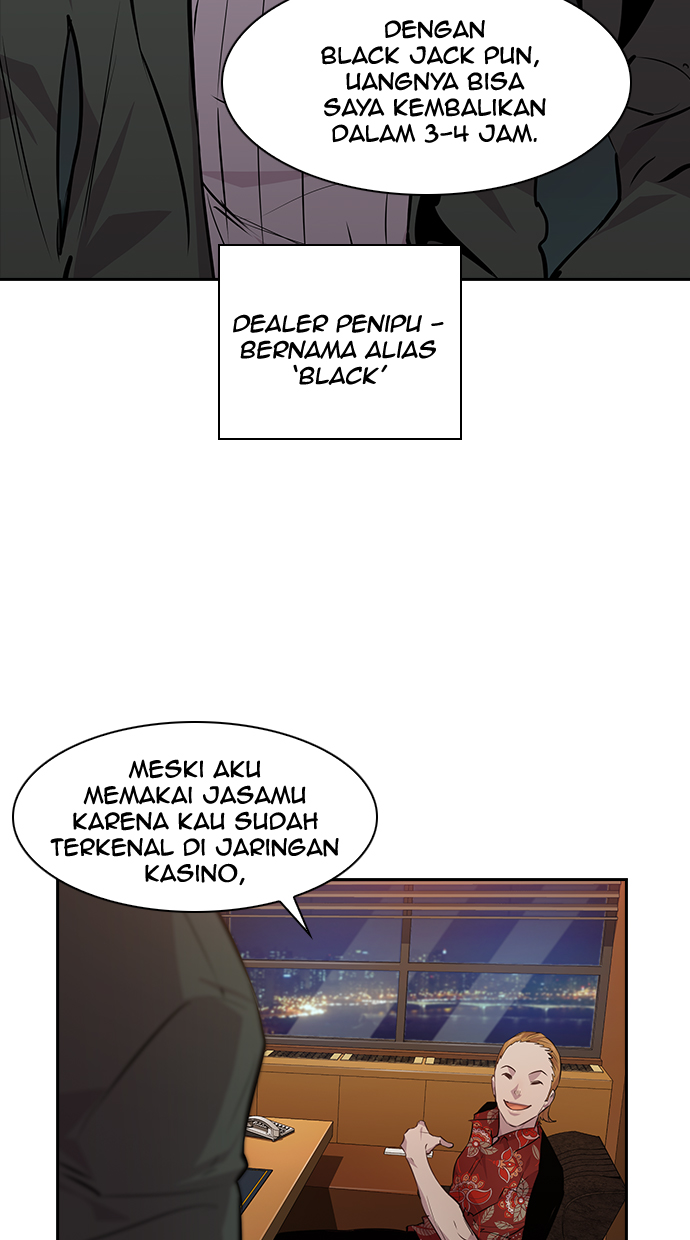 DENGAN
BLACK JACK PUN,
UANGNYA BISA
SAYA KEMBALIKAN
DALAM 3-4 JAM.
DEALER PENIPU -
BERNAMA ALIAS
'BLACK'
MESKI AKU
MEMAKAI JASAMU
KARENA KAU SUDAH
TERKENAL DI JARINGAN
KASINO,